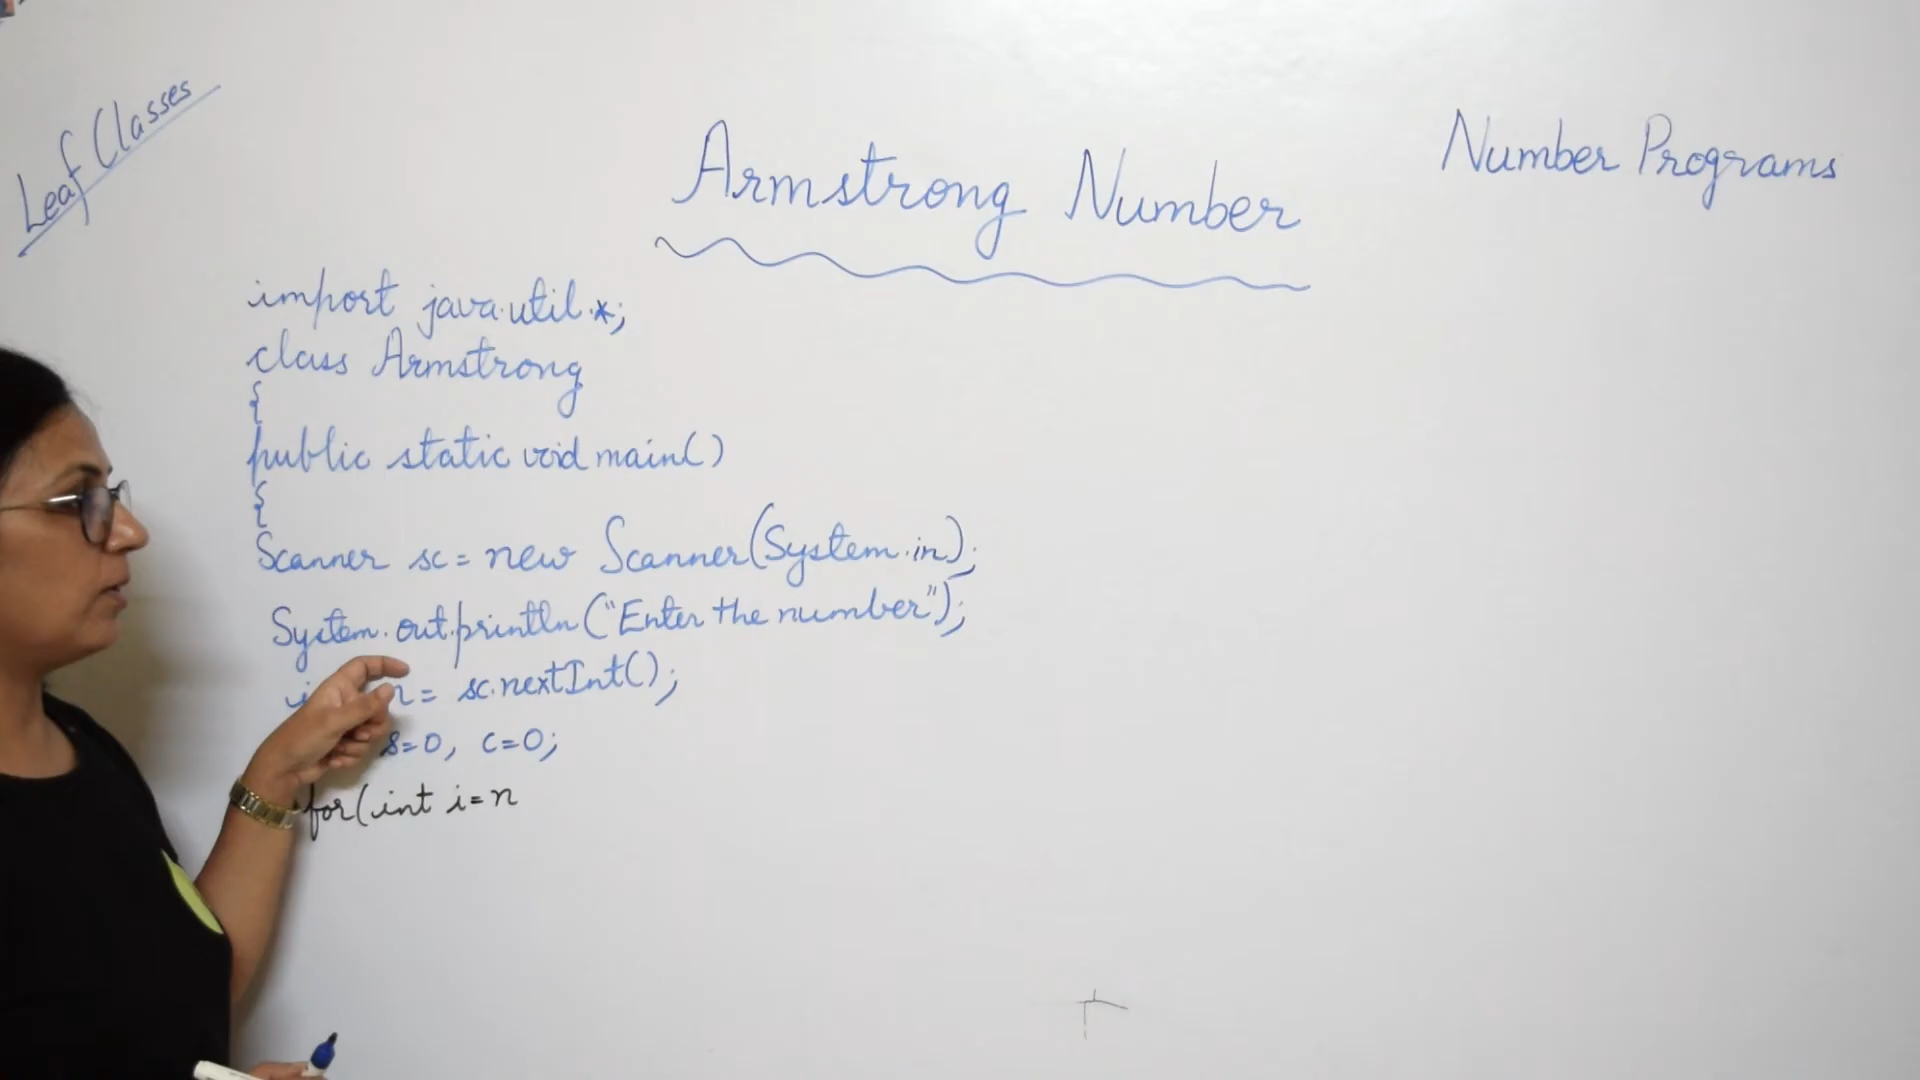 Leaf Classes
Armstrong Number
Number Programs
import java.util.*;
class Armstrong
{
public static void main()
{
Scanner sc = new Scanner(System.in);
System.out.println("Enter the number");
n = sc.nextInt();
s=0, c=0;
for(int i=n